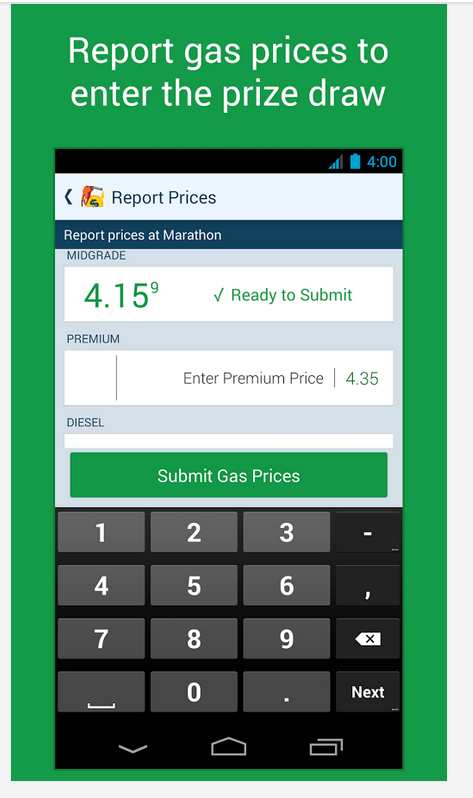 Report gas prices to
enter the prize draw
4:00
Report Prices
Report prices at Marathon
MIDGRADE
4.15⁹ √ Ready to Submit
PREMIUM
Enter Premium Price | 4.35
DIESEL
Submit Gas Prices
1 2 3 -
4 5 6 ,
7 8 9
0 . Next